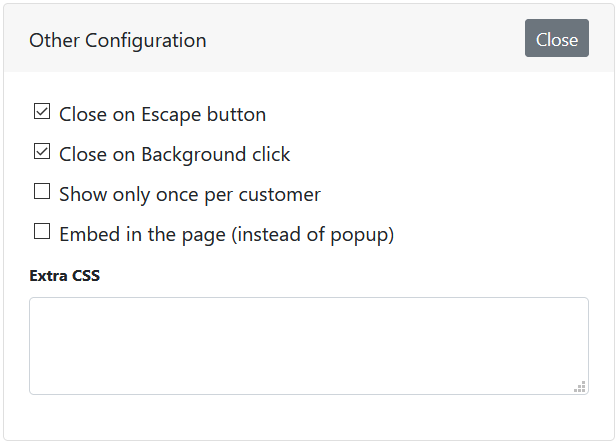 Other Configuration
Close
Close on Escape button
Close on Background click
Show only once per customer
Embed in the page (instead of popup)
Extra CSS